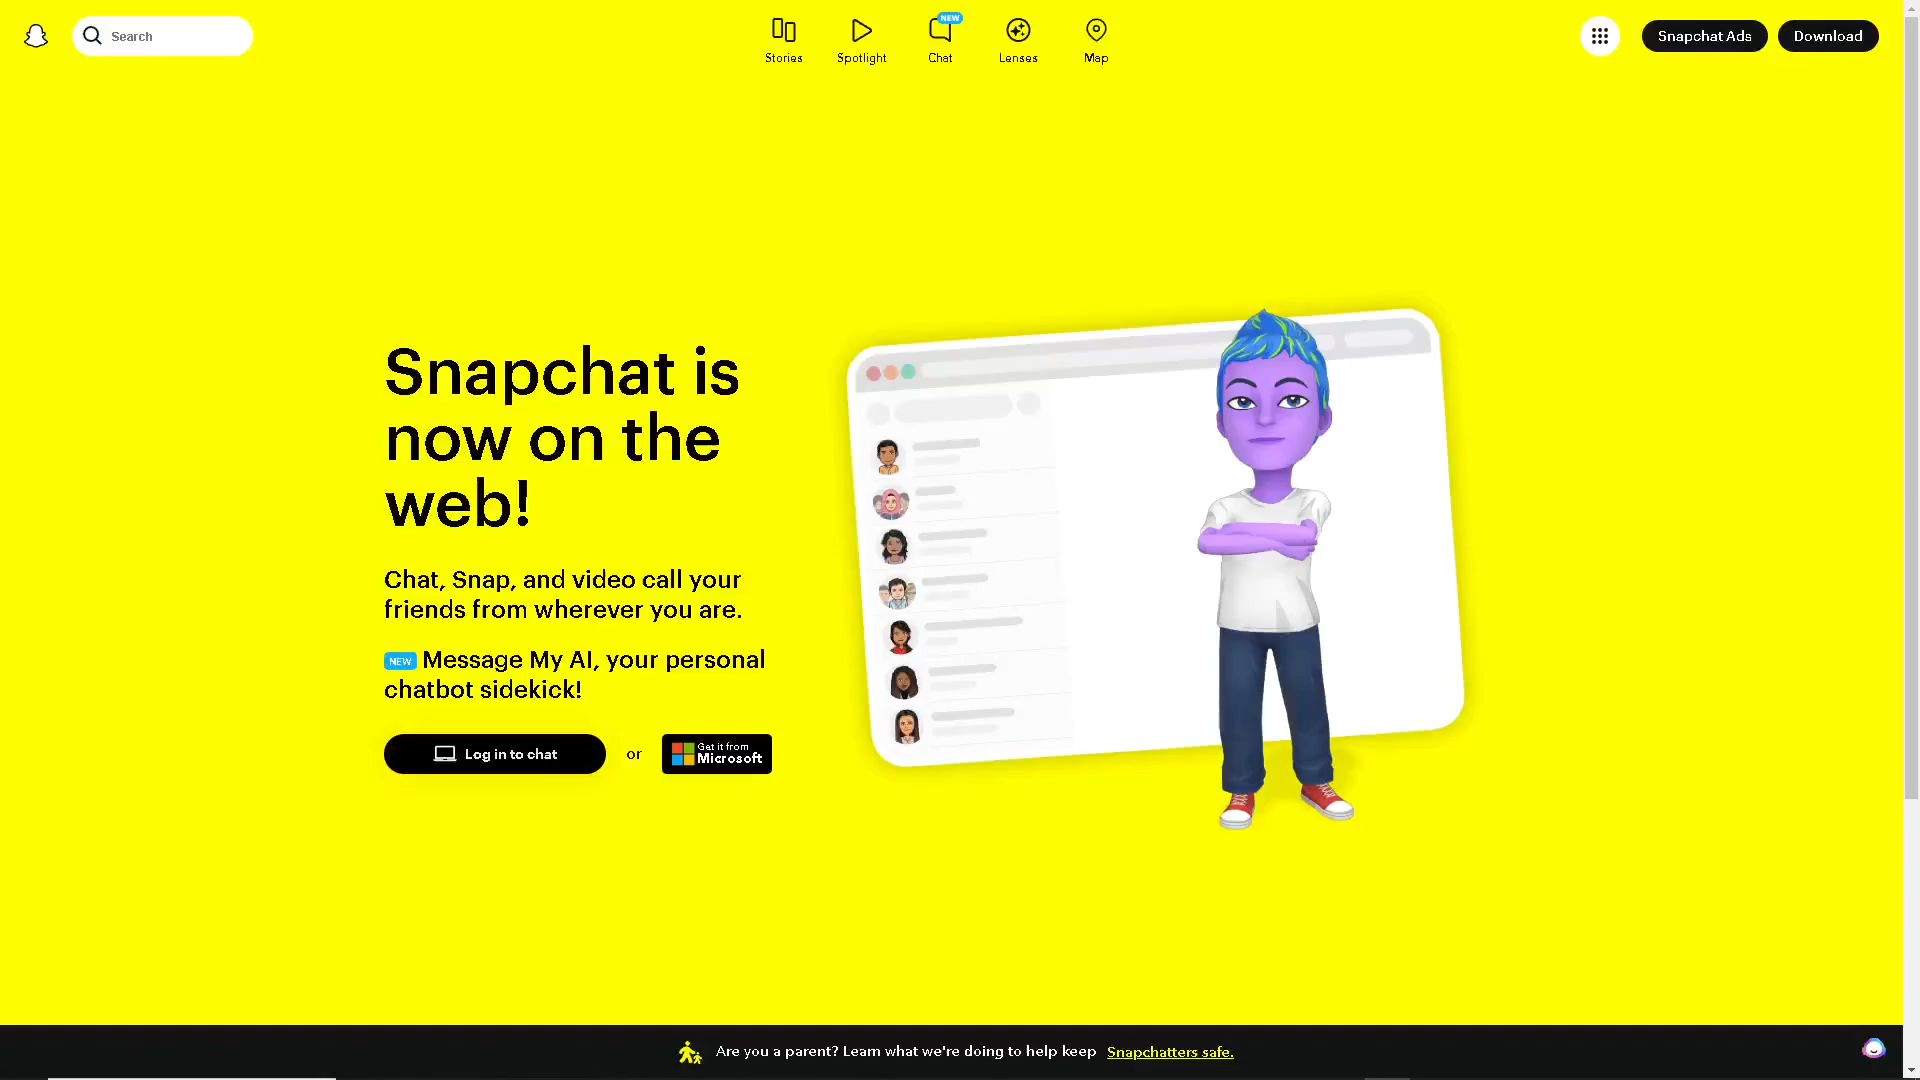 Search
Stories
Spotlight
NEW
Chat
Lenses
Map
Snapchat Ads
Download
Snapchat is
now on the
web!
Chat, Snap, and video call your
friends from wherever you are.
NEW Message My AI, your personal
chatbot sidekick!
Log in to chat
or
Get it from
Microsoft
Are you a parent? Learn what we're doing to help keep Snapchatters safe.